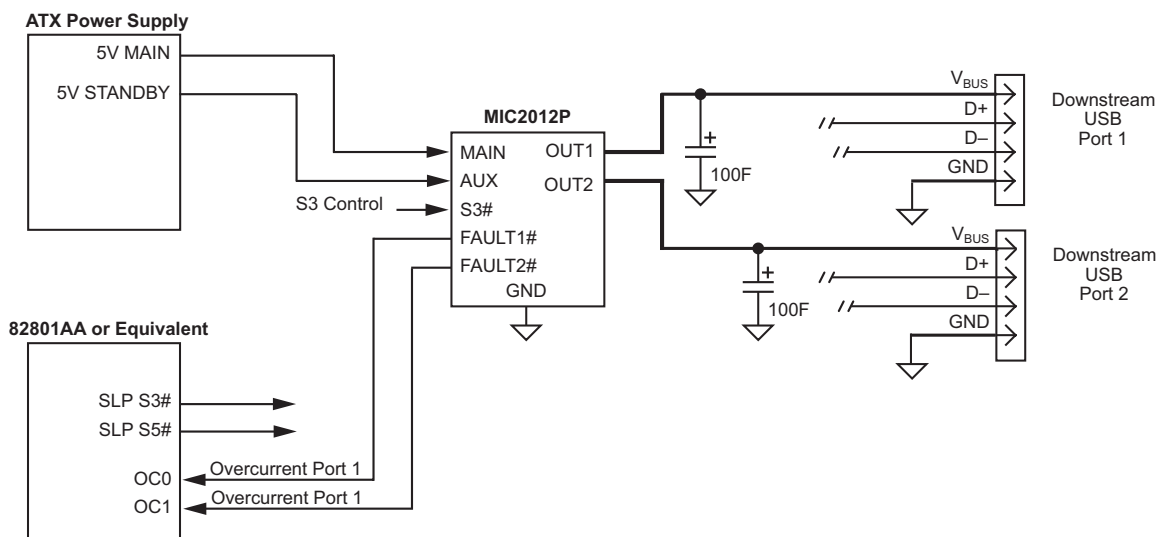 ATX Power Supply
5V MAIN
5V STANDBY
MIC2012P
MAIN
AUX
S3#
FAULT1#
FAULT2#
GND
OUT1
OUT2
S3 Control
+
100F
+
100F
VBUS
D+
D–
GND
Downstream
USB
Port 1
VBUS
D+
D–
GND
Downstream
USB
Port 2
82801AA or Equivalent
SLP S3#
SLP S5#
OC0
OC1
Overcurrent Port 1
Overcurrent Port 1